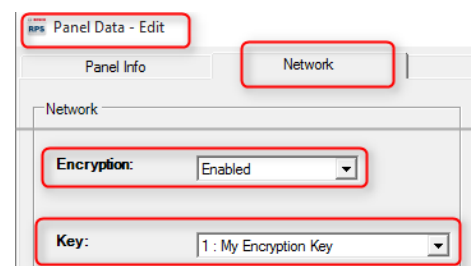 RPS Panel Data - Edit
Panel Info Network
Network
Encryption: Enabled
Key: 1 : My Encryption Key